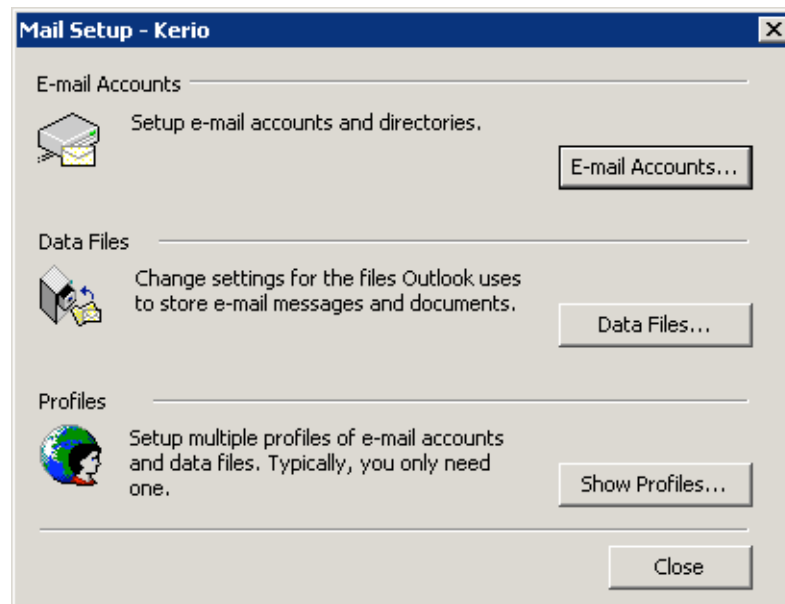 Mail Setup - Kerio
E-mail Accounts
Setup e-mail accounts and directories.
E-mail Accounts...
Data Files
Change settings for the files Outlook uses
to store e-mail messages and documents.
Data Files...
Profiles
Setup multiple profiles of e-mail accounts
and data files. Typically, you only need
one.
Show Profiles...
Close